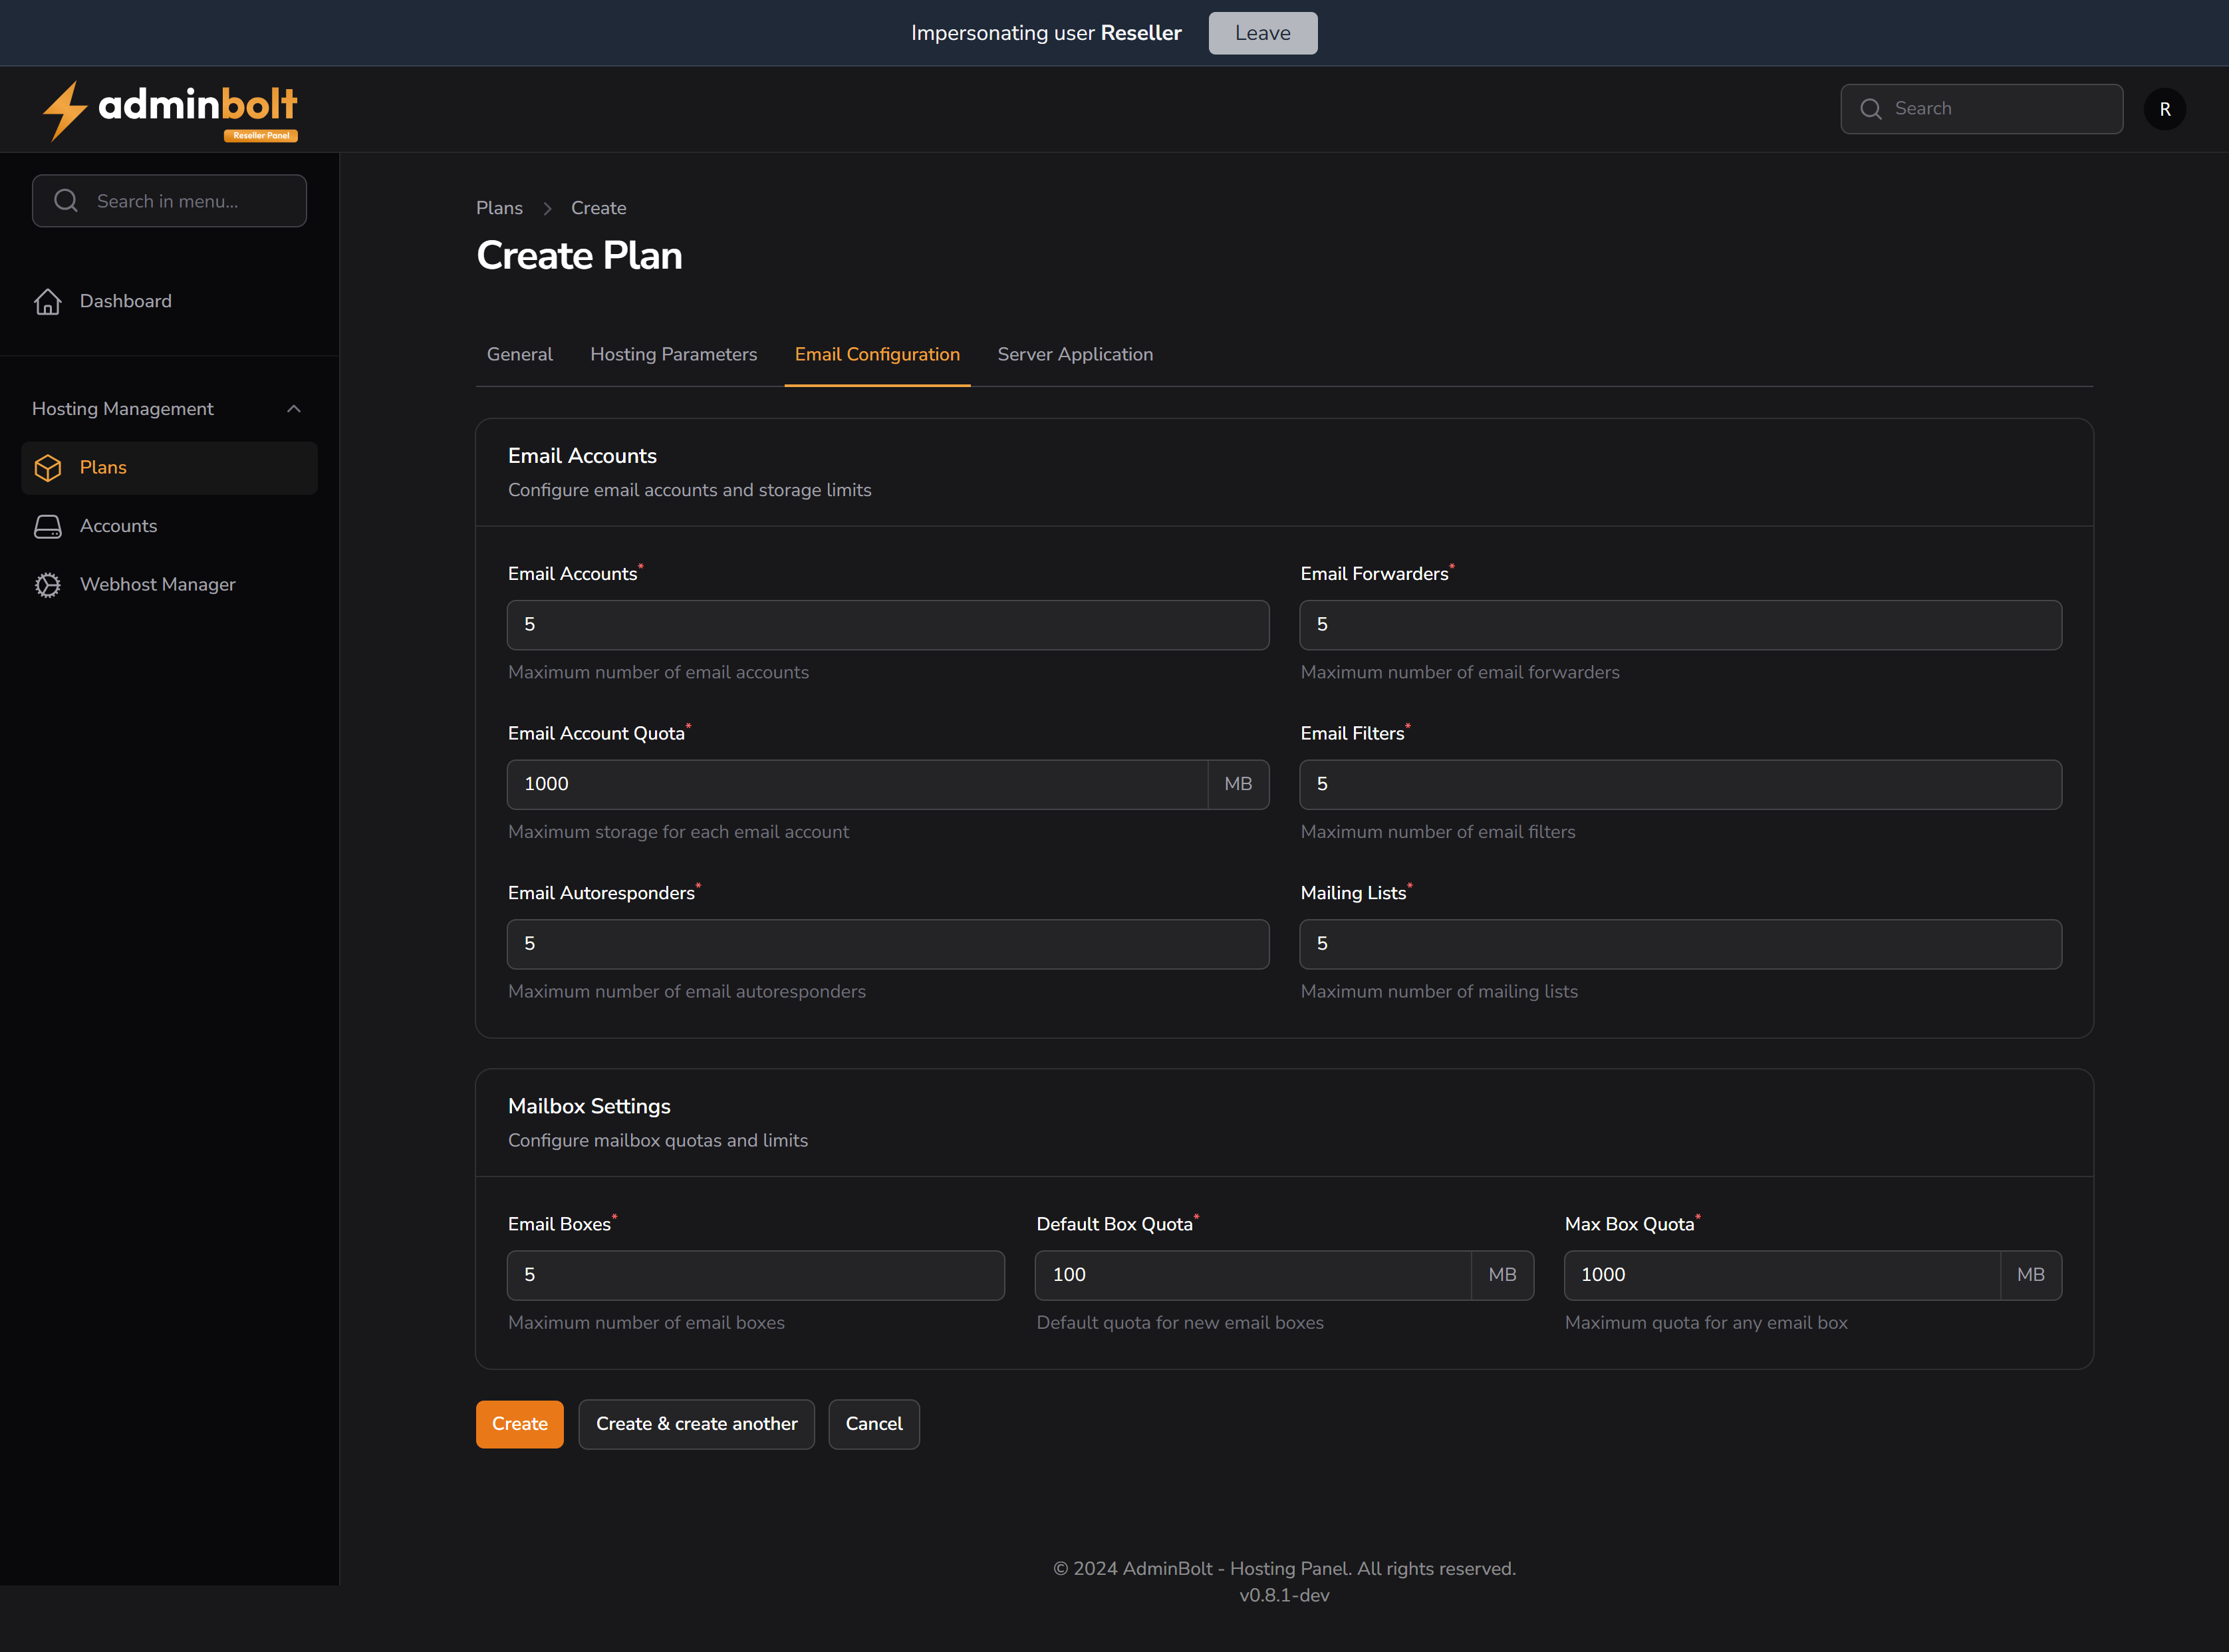 Impersonating user Reseller Leave
adminbolt
Reseller Panel
Search
R
Search in menu...
Dashboard
Hosting Management
Plans
Accounts
Webhost Manager
Plans Create
Create Plan
General Hosting Parameters Email Configuration Server Application
Email Accounts
Configure email accounts and storage limits
Email Accounts* Email Forwarders*
5 5
Maximum number of email accounts Maximum number of email forwarders
Email Account Quota* Email Filters*
1000 MB 5
Maximum storage for each email account Maximum number of email filters
Email Autoresponders* Mailing Lists*
5 5
Maximum number of email autoresponders Maximum number of mailing lists
Mailbox Settings
Configure mailbox quotas and limits
Email Boxes* Default Box Quota* Max Box Quota*
5 100 MB 1000 MB
Maximum number of email boxes Default quota for new email boxes Maximum quota for any email box
Create Create & create another Cancel
© 2024 AdminBolt - Hosting Panel. All rights reserved.
v0.8.1-dev